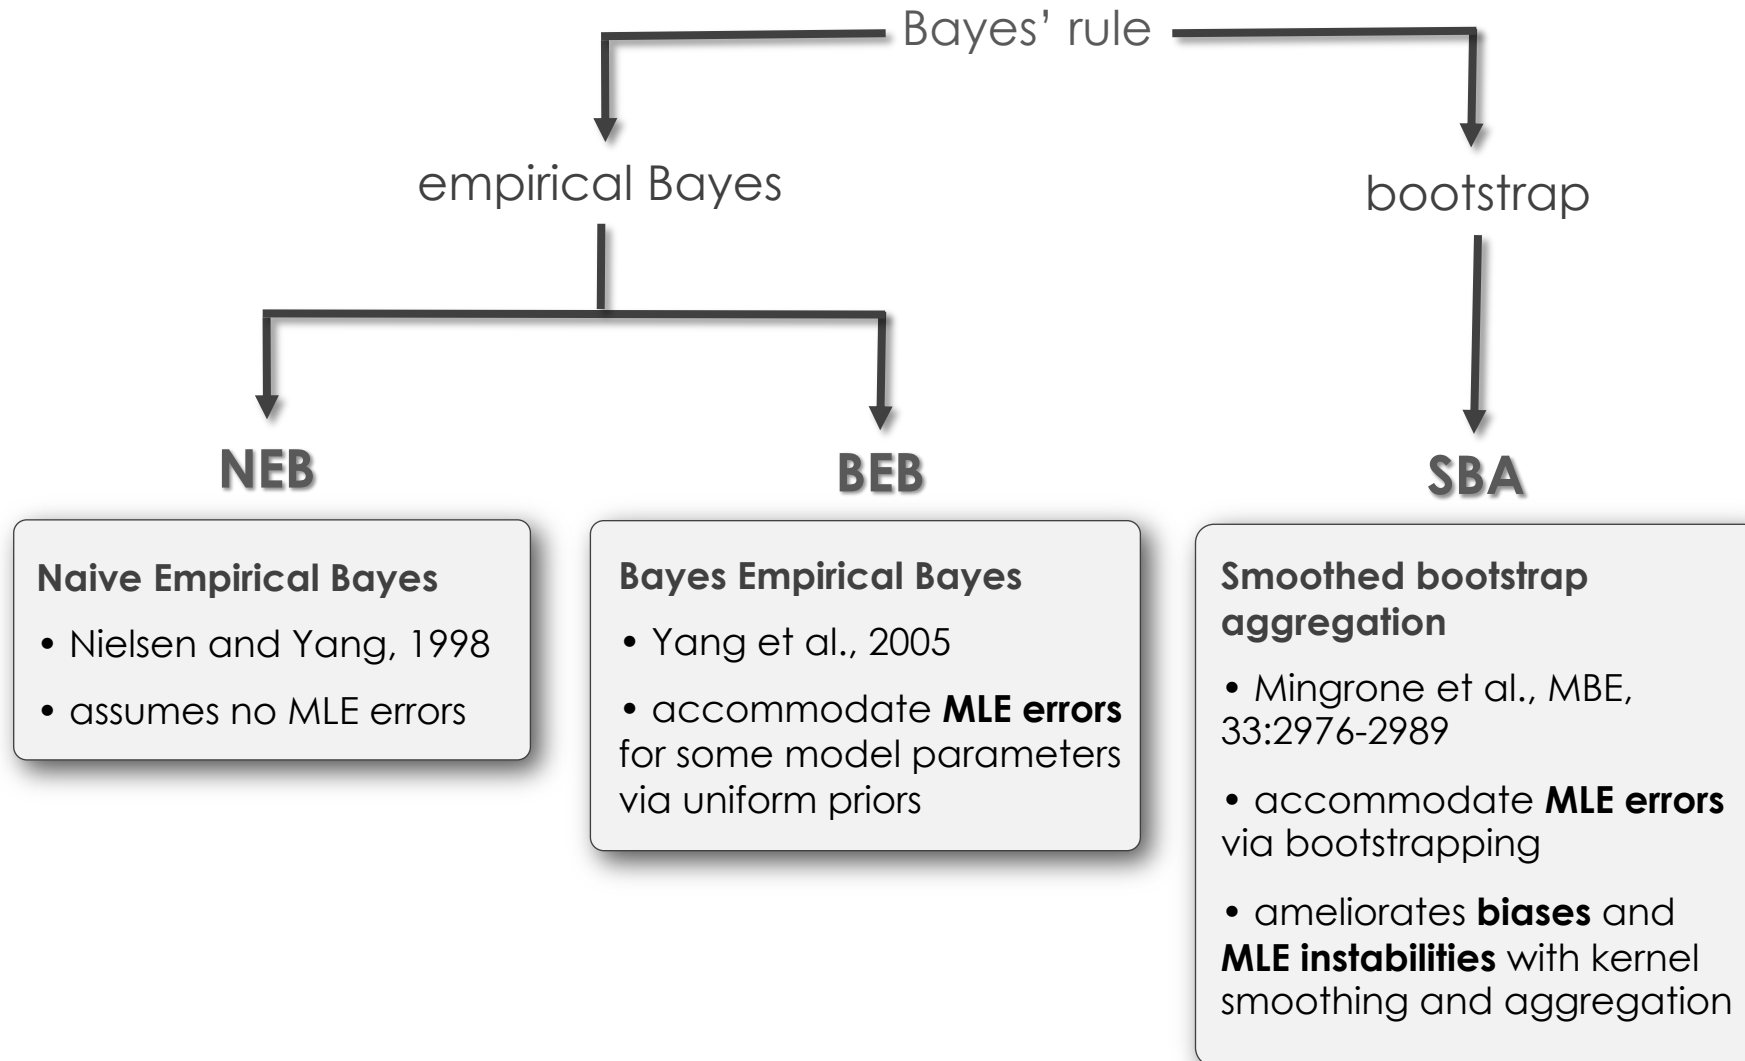 Bayes’ rule
empirical Bayes
bootstrap
NEB
BEB
SBA
Naive Empirical Bayes
• Nielsen and Yang, 1998
• assumes no MLE errors
Bayes Empirical Bayes
• Yang et al., 2005
• accommodate MLE errors
for some model parameters
via uniform priors
Smoothed bootstrap
aggregation
• Mingrone et al., MBE,
33:2976-2989
• accommodate MLE errors
via bootstrapping
• ameliorates biases and
MLE instabilities with kernel
smoothing and aggregation